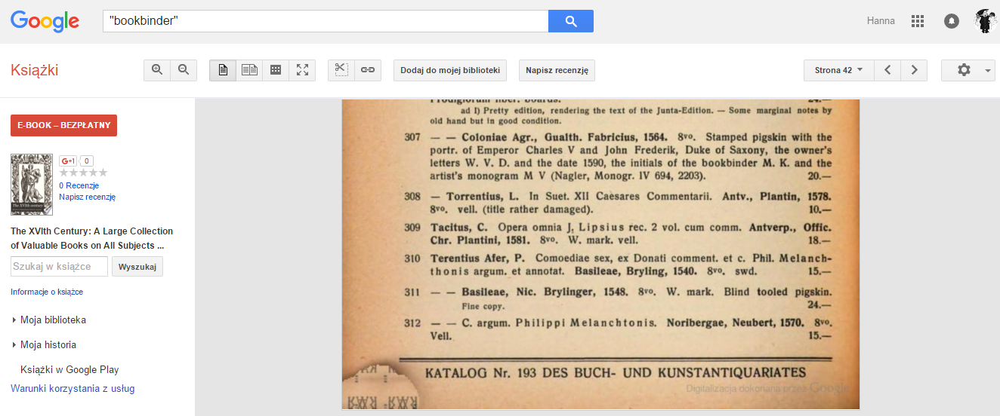 Google
"bookbinder"
Hanna
Książki
Dodaj do mojej biblioteki
Napisz recenzję
Strona 42
E-BOOK – BEZPŁATNY
G+1 0
0 Recenzje
Napisz recenzję
The XVIth century
The XVIth Century: A Large Collection
of Valuable Books on All Subjects ...
Szukaj w książce
Wyszukaj
Informacje o książce
Moja biblioteka
Moja historia
Książki w Google Play
Warunki korzystania z usług
Prodigiorum liber. boards. 24.—
ad I) Pretty edition, rendering the text of the Junta-Edition. — Some marginal notes by
old hand but in good condition.
307 — — Coloniae Agr., Gualth. Fabricius, 1564. 8vo. Stamped pigskin with the
portr. of Emperor Charles V and John Frederik, Duke of Saxony, the owner's
letters W. V. D. and the date 1590, the initials of the bookbinder M. K. and the
artist's monogram M V (Nagler, Monogr. IV 694, 2203). 20.—
308 — Torrentius, L. In Suet. XII Caesares Commentarii. Antv., Plantin, 1578.
8vo. vell. (title rather damaged). 10.—
309 Tacitus, C. Opera omnia J. Lipsius rec. 2 vol. cum comm. Antverp., Offic.
Chr. Plantini, 1581. 8vo. W. mark. vell. 18.—
310 Terentius Afer, P. Comoediae sex, ex Donati comment. et c. Phil. Melanch-
thonis argum. et annotat. Basileae, Bryling, 1540. 8vo. swd. 15.—
311 — — Basileae, Nic. Brylinger, 1548. 8vo. W. mark. Blind tooled pigskin.
Fine copy. 24.—
312 — — C. argum. Philippi Melanchtonis. Noribergae, Neubert, 1570. 8vo.
Vell. 15.—
KATALOG Nr. 193 DES BUCH- UND KUNSTANTIQUARIATES
Digitalizacja dokonana przez Google